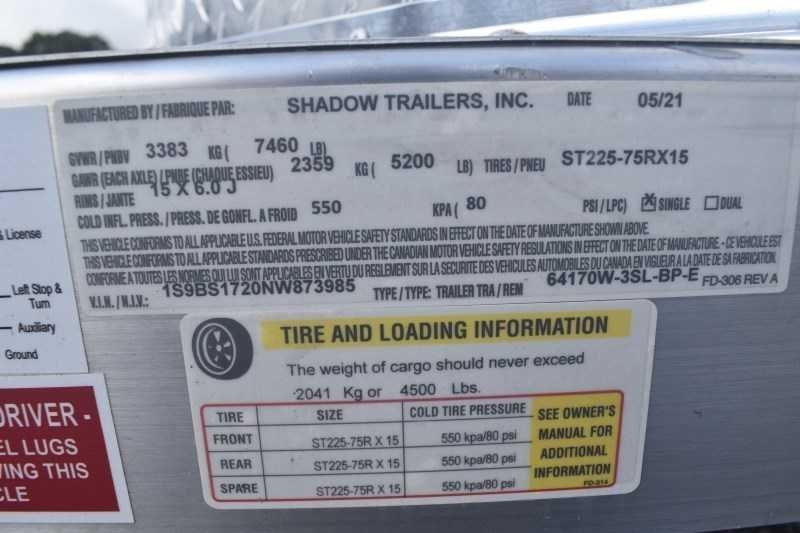 MANUFACTURED BY / FABRIQUE PAR: SHADOW TRAILERS, INC. DATE 05/21
GVWR / PNBV 3383 KG ( 7460 LB)
GAWR (EACH AXLE) / PNBE (CHAQUE ESSIEU) 2359 KG ( 5200 LB) TIRES / PNEU ST225-75RX15
RIMS / JANTE 15 X 6.0 J
COLD INFL. PRESS. / PRESS. DE GONFL. A FROID 550 KPA ( 80 PSI / LPC) X SINGLE DUAL
THIS VEHICLE CONFORMS TO ALL APPLICABLE U.S. FEDERAL MOTOR VEHICLE SAFETY STANDARDS IN EFFECT ON THE DATE OF MANUFACTURE SHOWN ABOVE.
THIS VEHICLE CONFORMS TO ALL APPLICABLE STANDARDS PRESCRIBED UNDER THE CANADIAN MOTOR VEHICLE SAFETY REGULATIONS IN EFFECT ON THE DATE OF MANUFACTURE - CE VEHICULE EST
CONFORME A TOUTES LES NORMES QUI LUI SONT APPLICABLES EN VERTU DU REGLEMENT SUR LA SECURITE DES VEHICULES AUTOMOBILES DU CANADA EN VIGUEUR A LA DATE DE SA FABRICATION.
V.I.N. / N.I.V.: 1S9BS1720NW873985 TYPE / TYPE: TRAILER TRA / REM 64170W-3SL-BP-E FD-306 REV A
& License
Left Stop &
Turn
Auxiliary
Ground
DRIVER -
EL LUGS
WING THIS
CLE
TIRE AND LOADING INFORMATION
The weight of cargo should never exceed
2041 Kg or 4500 Lbs.
TIRE SIZE COLD TIRE PRESSURE
FRONT ST225-75R X 15 550 kpa/80 psi
REAR ST225-75R X 15 550 kpa/80 psi
SPARE ST225-75R X 15 550 kpa/80 psi
SEE OWNER'S
MANUAL FOR
ADDITIONAL
INFORMATION
FD-314